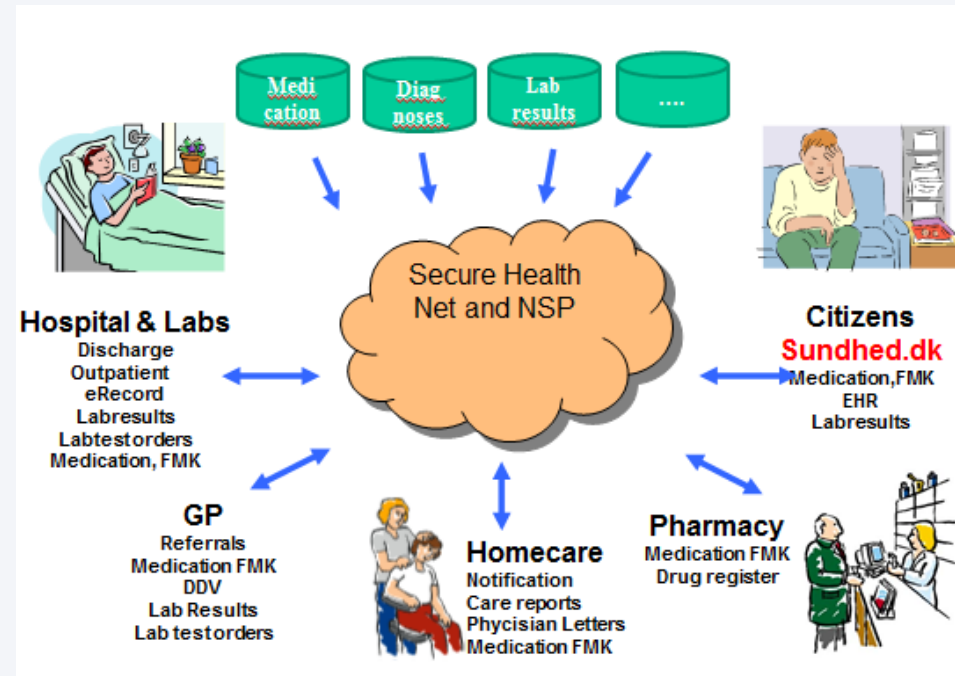 Medi
cation
Diag
noses
Lab
results
....
Secure Health
Net and NSP
Hospital & Labs
Discharge
Outpatient
eRecord
Labresults
Labtestorders
Medication, FMK
Citizens
Sundhed.dk
Medication,FMK
EHR
Labresults
GP
Referrals
Medication FMK
DDV
Lab Results
Lab testorders
Homecare
Notification
Care reports
Phycisian Letters
Medication FMK
Pharmacy
Medication FMK
Drug register